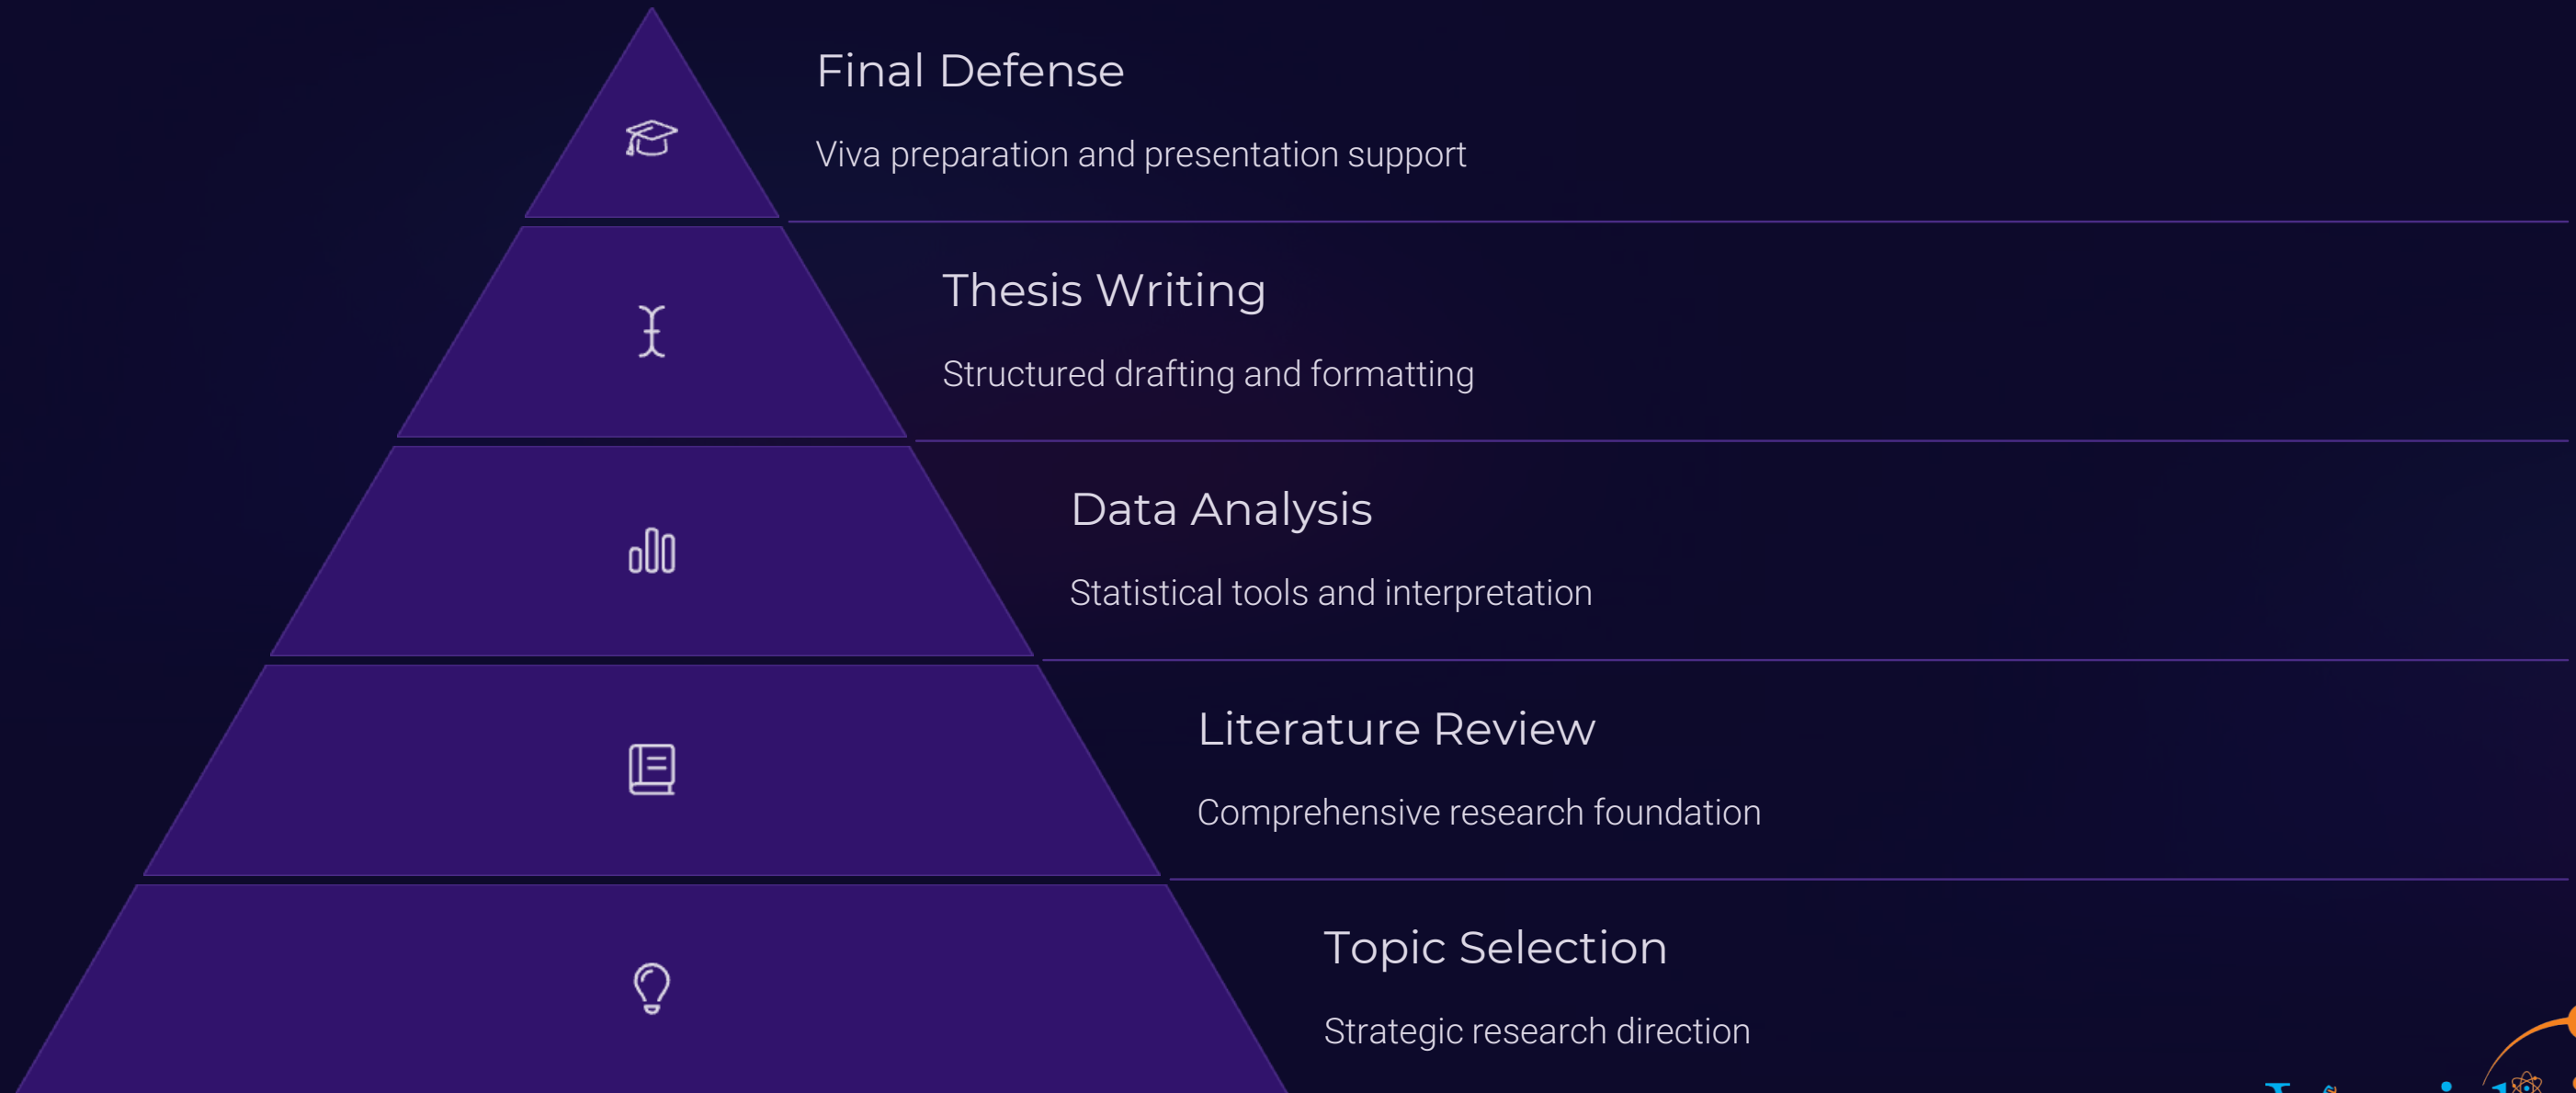 Final Defense
Viva preparation and presentation support
Thesis Writing
Structured drafting and formatting
Data Analysis
Statistical tools and interpretation
Literature Review
Comprehensive research foundation
Topic Selection
Strategic research direction